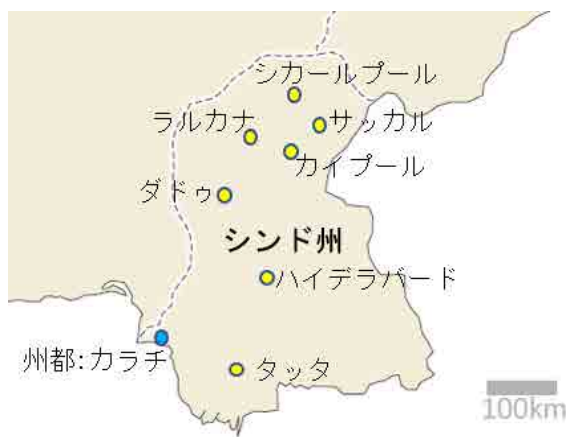 シカールプール
ラルカナ
サッカル
カイプール
ダドゥ
シンド州
ハイデラバード
州都:カラチ
タッタ
100km